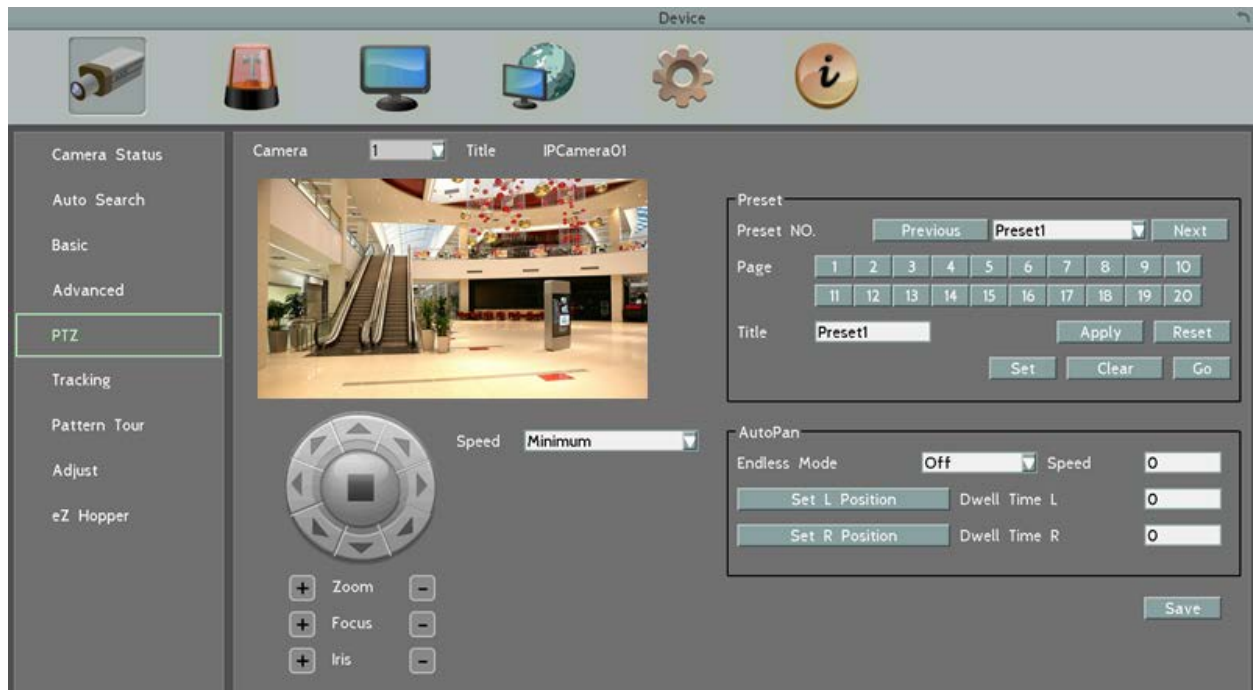 Device
Camera Status
Auto Search
Basic
Advanced
PTZ
Tracking
Pattern Tour
Adjust
eZ Hopper
Camera 1 Title IPCamera01
Speed Minimum
+ Zoom -
+ Focus -
+ Iris -
Preset
Preset NO. Previous Preset1 Next
Page 1 2 3 4 5 6 7 8 9 10
11 12 13 14 15 16 17 18 19 20
Title Preset1 Apply Reset
Set Clear Go
AutoPan
Endless Mode Off Speed 0
Set L Position Dwell Time L 0
Set R Position Dwell Time R 0
Save